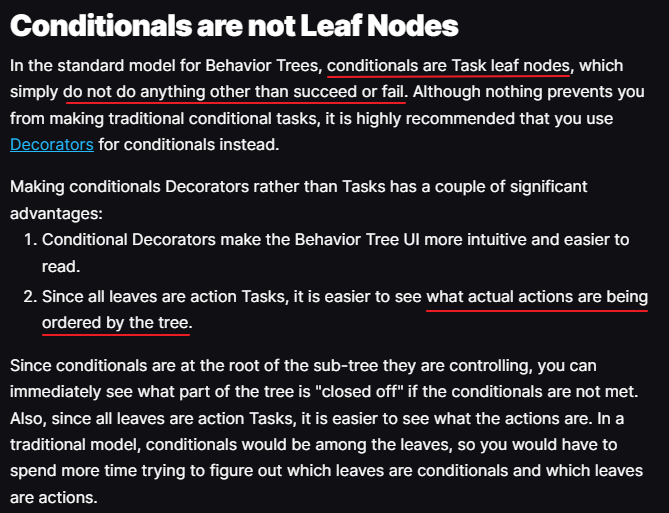 Conditionals are not Leaf Nodes
In the standard model for Behavior Trees, conditionals are Task leaf nodes, which
simply do not do anything other than succeed or fail. Although nothing prevents you
from making traditional conditional tasks, it is highly recommended that you use
Decorators for conditionals instead.
Making conditionals Decorators rather than Tasks has a couple of significant
advantages:
1. Conditional Decorators make the Behavior Tree UI more intuitive and easier to
read.
2. Since all leaves are action Tasks, it is easier to see what actual actions are being
ordered by the tree.
Since conditionals are at the root of the sub-tree they are controlling, you can
immediately see what part of the tree is "closed off" if the conditionals are not met.
Also, since all leaves are action Tasks, it is easier to see what the actions are. In a
traditional model, conditionals would be among the leaves, so you would have to
spend more time trying to figure out which leaves are conditionals and which leaves
are actions.